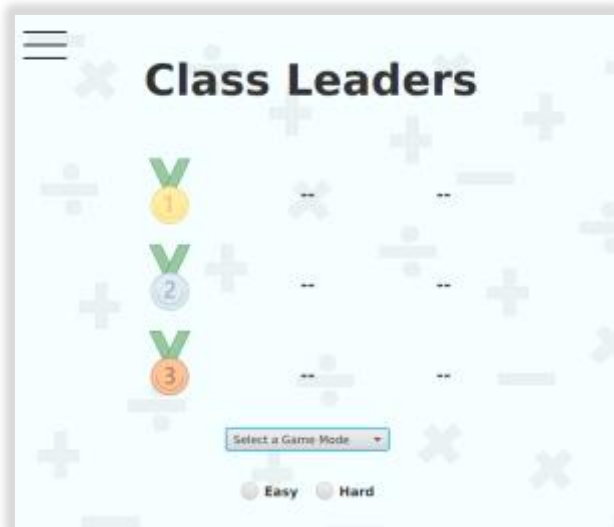 Class Leaders
1 -- --
2 -- --
3 -- --
Select a Game Mode
Easy Hard